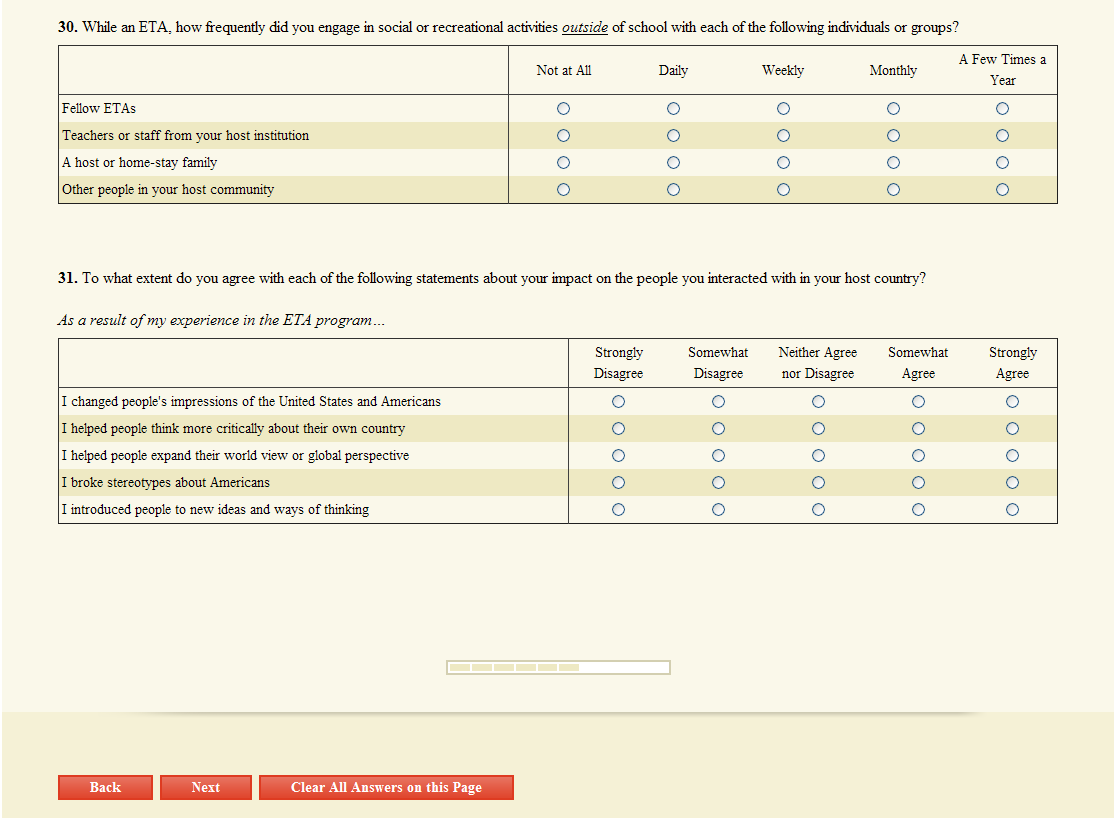 30. While an ETA, how frequently did you engage in social or recreational activities outside of school with each of the following individuals or groups?
Not at All Daily Weekly Monthly A Few Times a
Year
Fellow ETAs
Teachers or staff from your host institution
A host or home-stay family
Other people in your host community
31. To what extent do you agree with each of the following statements about your impact on the people you interacted with in your host country?
As a result of my experience in the ETA program…
Strongly Somewhat Neither Agree Somewhat Strongly
Disagree Disagree nor Disagree Agree Agree
I changed people's impressions of the United States and Americans
I helped people think more critically about their own country
I helped people expand their world view or global perspective
I broke stereotypes about Americans
I introduced people to new ideas and ways of thinking
Back Next Clear All Answers on this Page